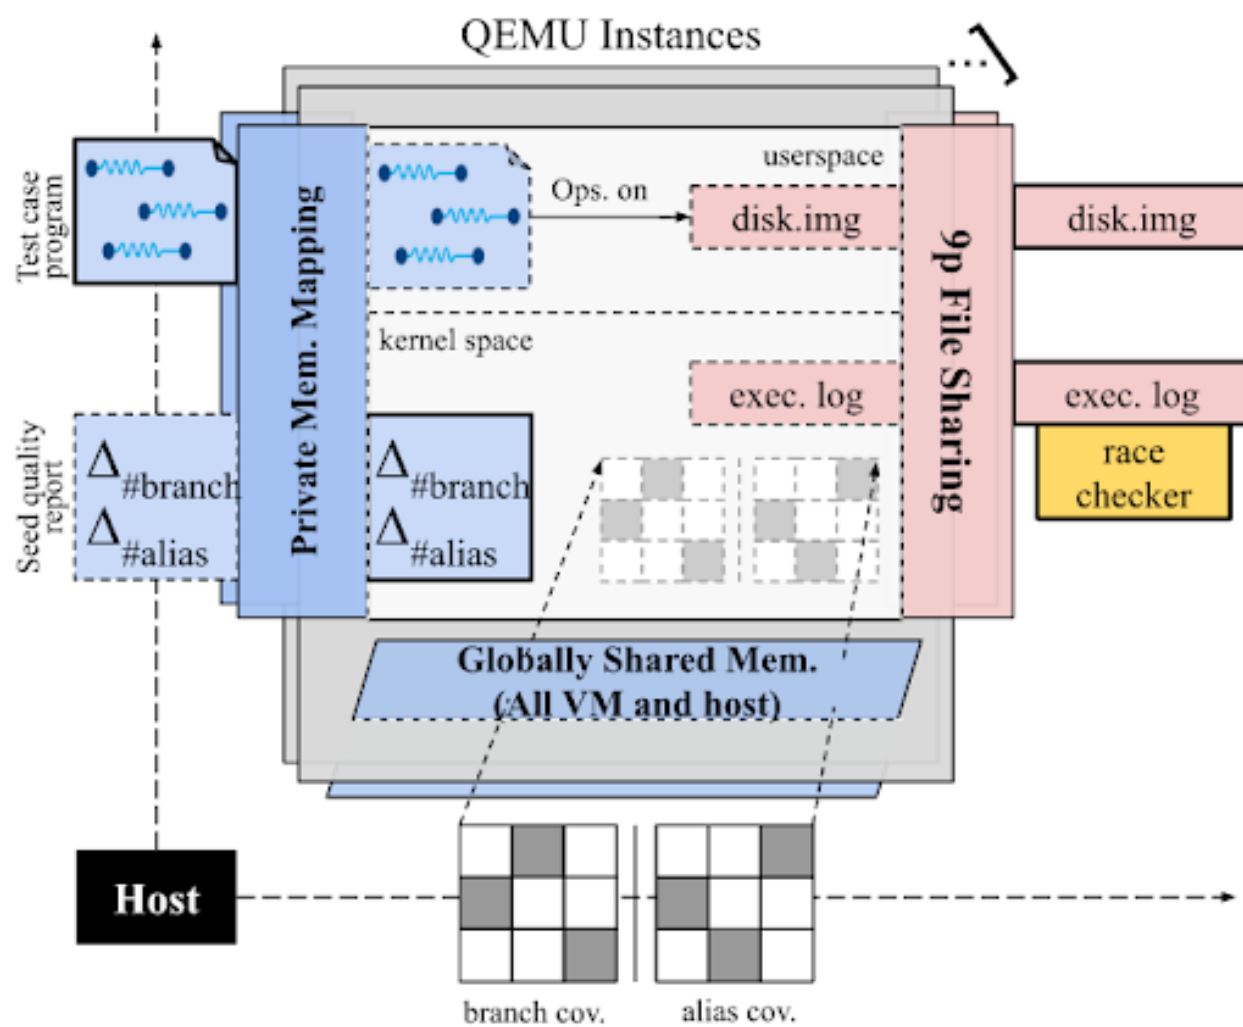 QEMU Instances
...
Test case
program
Private Mem. Mapping
userspace
Ops. on
disk.img
9p File Sharing
disk.img
kernel space
exec. log
exec. log
race
checker
Seed quality
report
Δ#branch
Δ#alias
Δ#branch
Δ#alias
Globally Shared Mem.
(All VM and host)
Host
branch cov.
alias cov.